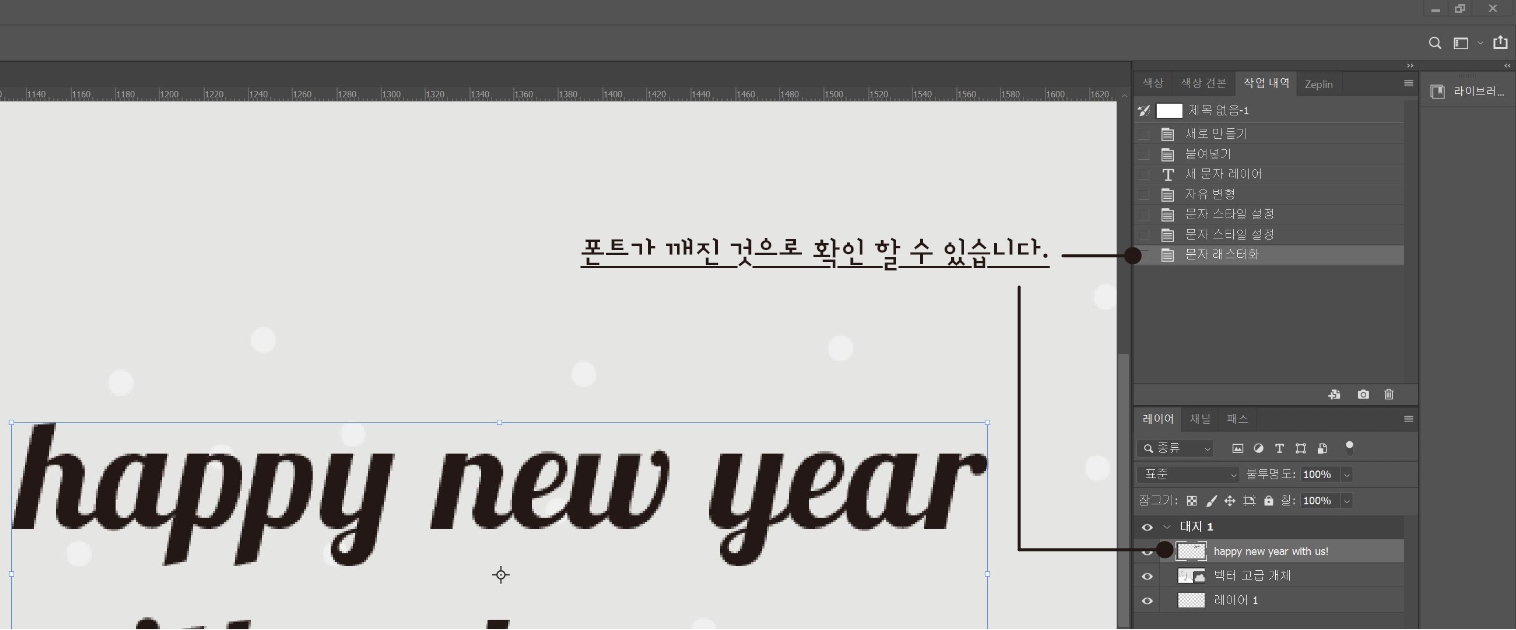 1140 1160 1180 1200 1220 1240 1260 1280 1300 1320 1340 1360 1380 1400 1420 1440 1460 1480 1500 1520 1540 1560 1580 1600 1620
색상 색상 견본 작업 내역 Zeplin
라이브러...
제목 없음-1
새로 만들기
붙여넣기
새 문자 레이어
자유 변형
문자 스타일 설정
문자 스타일 설정
문자 래스터화
폰트가 깨진 것으로 확인 할 수 있습니다.
happy new year
레이어 채널 패스
종류
표준 불투명도: 100%
잠그기: 칠: 100%
대지 1
happy new year with us!
벡터 고급 개체
레이어 1